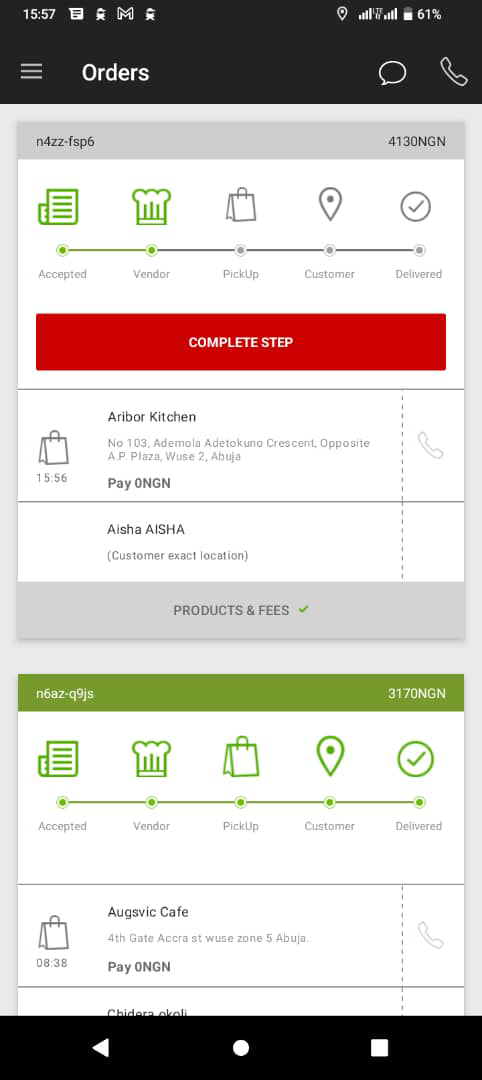 15:57
LTE
61%
Orders
n4zz-fsp6
4130NGN
Accepted
Vendor
PickUp
Customer
Delivered
COMPLETE STEP
Aribor Kitchen
No 103, Ademola Adetokuno Crescent, Opposite
A.P. Plaza, Wuse 2, Abuja
15:56
Pay 0NGN
Aisha AISHA
(Customer exact location)
PRODUCTS & FEES
n6az-q9js
3170NGN
Accepted
Vendor
PickUp
Customer
Delivered
Augsvic Cafe
4th Gate Accra st wuse zone 5 Abuja.
08:38
Pay 0NGN
Chidera okoli